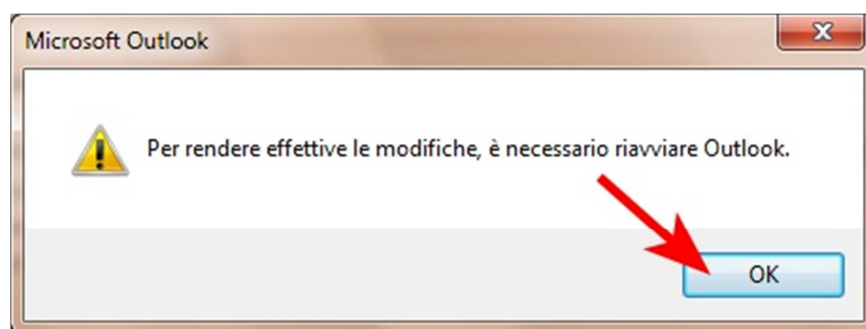 Microsoft Outlook
Per rendere effettive le modifiche, è necessario riavviare Outlook.
OK